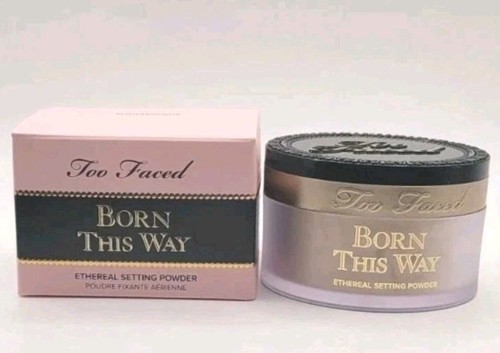 Too Faced
BORN
THIS WAY
ETHEREAL SETTING POWDER
POUDRE FIXANTE AÉRIENNE
Too Faced
BORN
THIS WAY
ETHEREAL SETTING POWDER